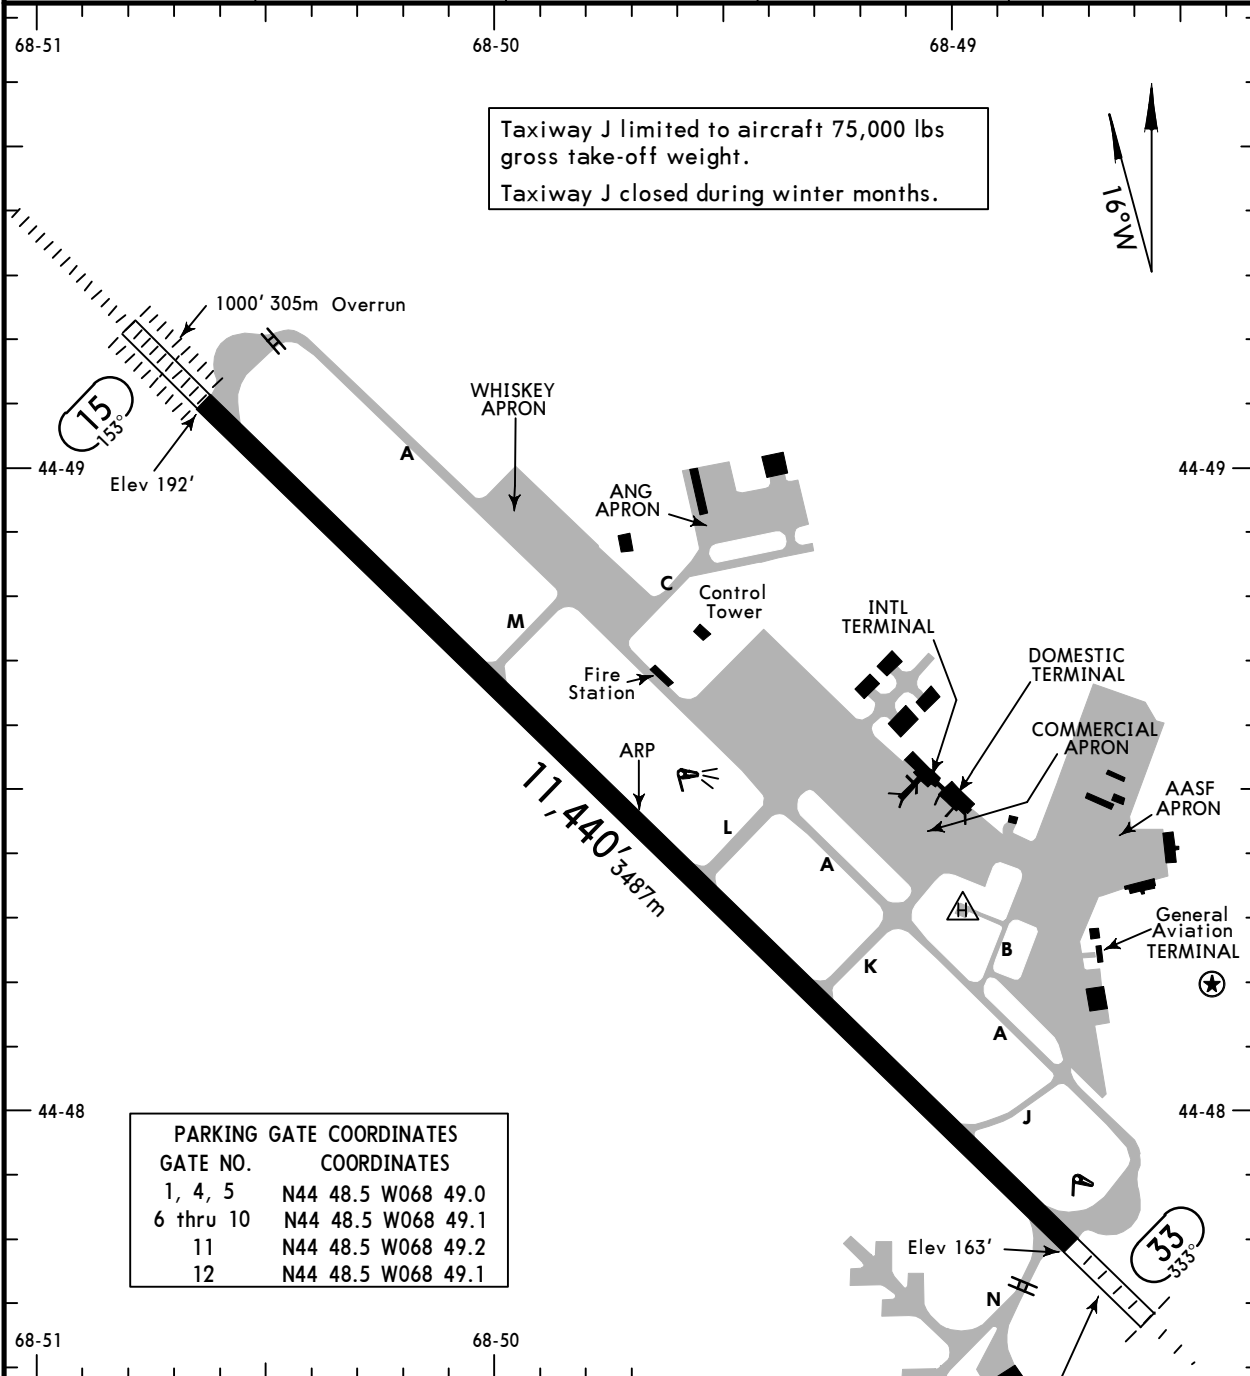 68-51
68-50
68-49
Taxiway J limited to aircraft 75,000 lbs
gross take-off weight.
Taxiway J closed during winter months.
16°W
1000' 305m Overrun
15
153°
WHISKEY
APRON
A
44-49
44-49
Elev 192'
ANG
APRON
C
Control
Tower
INTL
TERMINAL
M
DOMESTIC
TERMINAL
Fire
Station
COMMERCIAL
APRON
ARP
AASF
APRON
11,440'
3487m
L
A
H
General
Aviation
TERMINAL
B
K
A
44-48
44-48
J
PARKING GATE COORDINATES
GATE NO. COORDINATES
1, 4, 5 N44 48.5 W068 49.0
6 thru 10 N44 48.5 W068 49.1
11 N44 48.5 W068 49.2
12 N44 48.5 W068 49.1
Elev 163'
33
333°
N
68-51
68-50